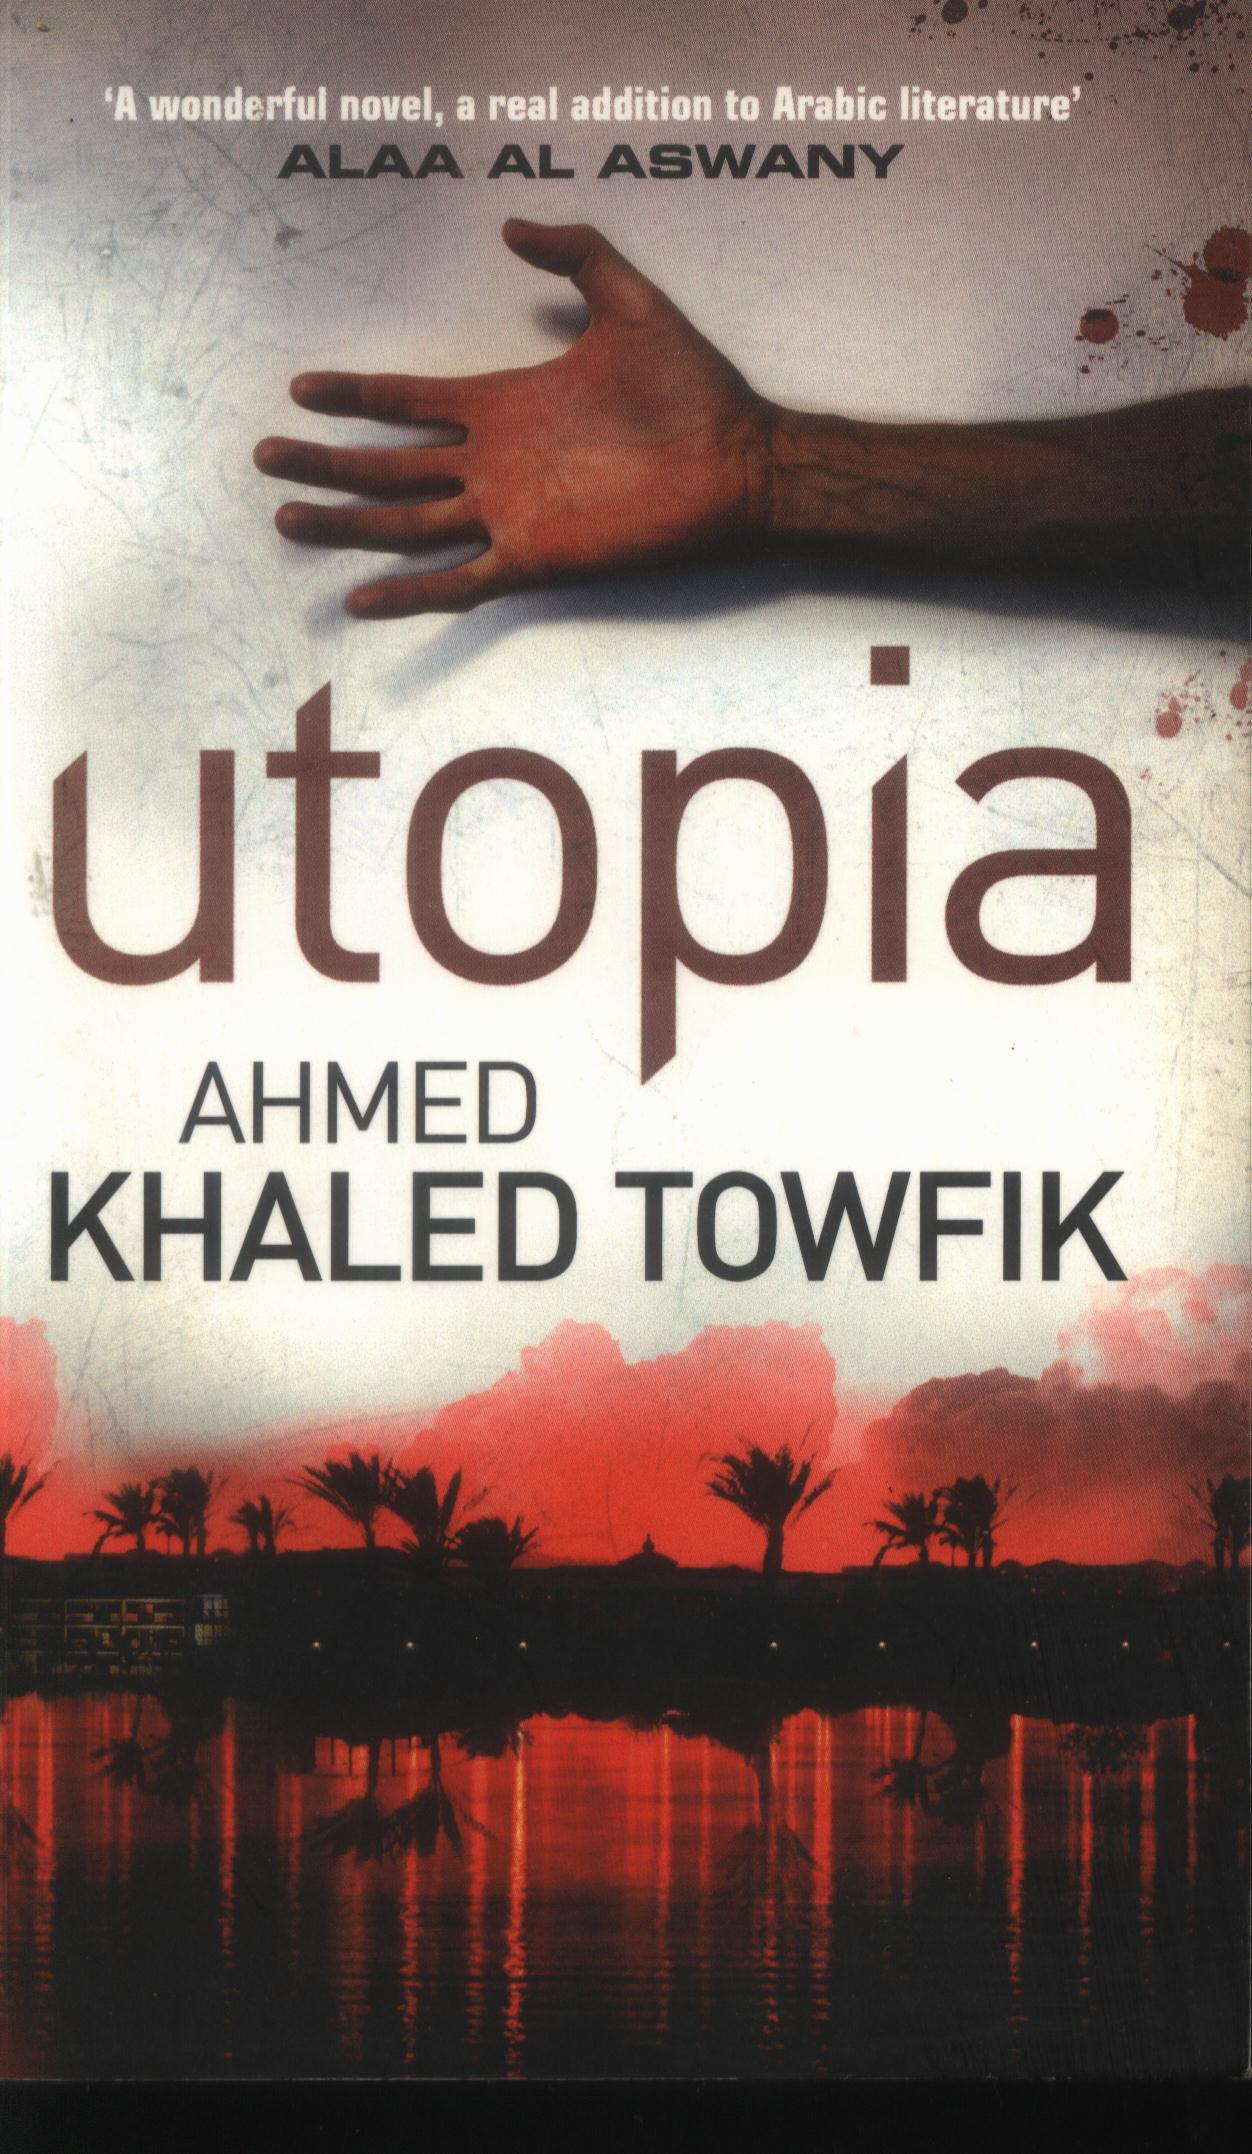 ‘A wonderful novel, a real addition to Arabic literature’
ALAA AL ASWANY
utopia
AHMED
KHALED TOWFIK